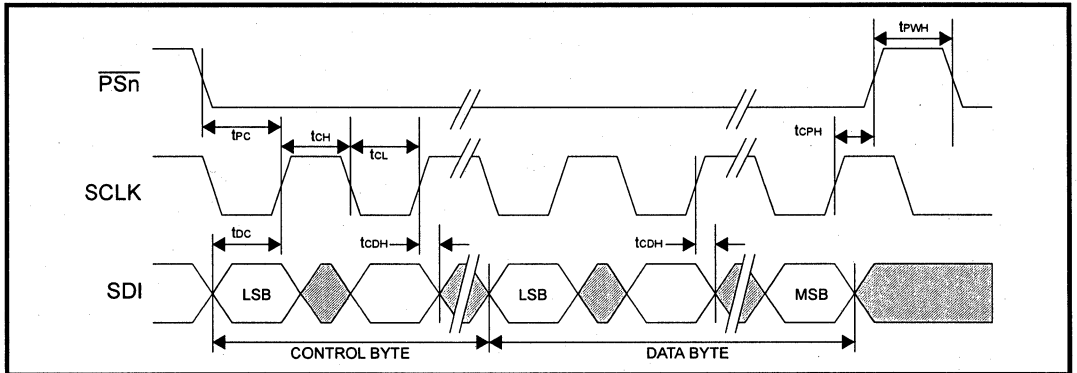 tPWH
PSn
tCPH
tPC
tCH
tCL
SCLK
tDC
tCDH
tCDH
SDI
LSB
LSB
MSB
CONTROL BYTE
DATA BYTE